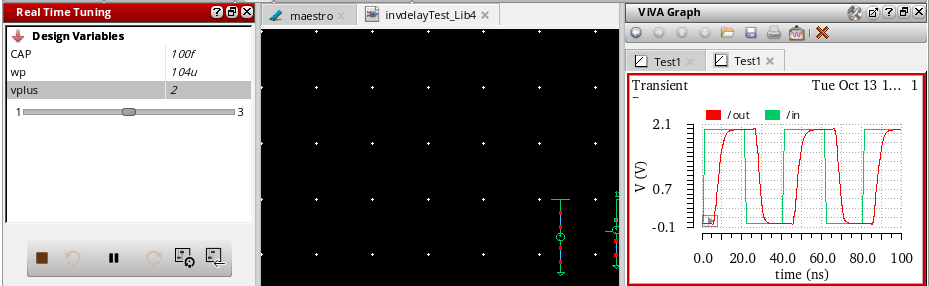 Real Time Tuning
Design Variables
CAP 100f
wp 104u
vplus 2
1 3
maestro invdelayTest_Lib4
ViVA Graph
Test1 Test1
Transient Tue Oct 13 1... 1
/out /in
2.1
0.7
-0.1
V (V)
0.0 20.0 40.0 60.0 80.0 100
time (ns)